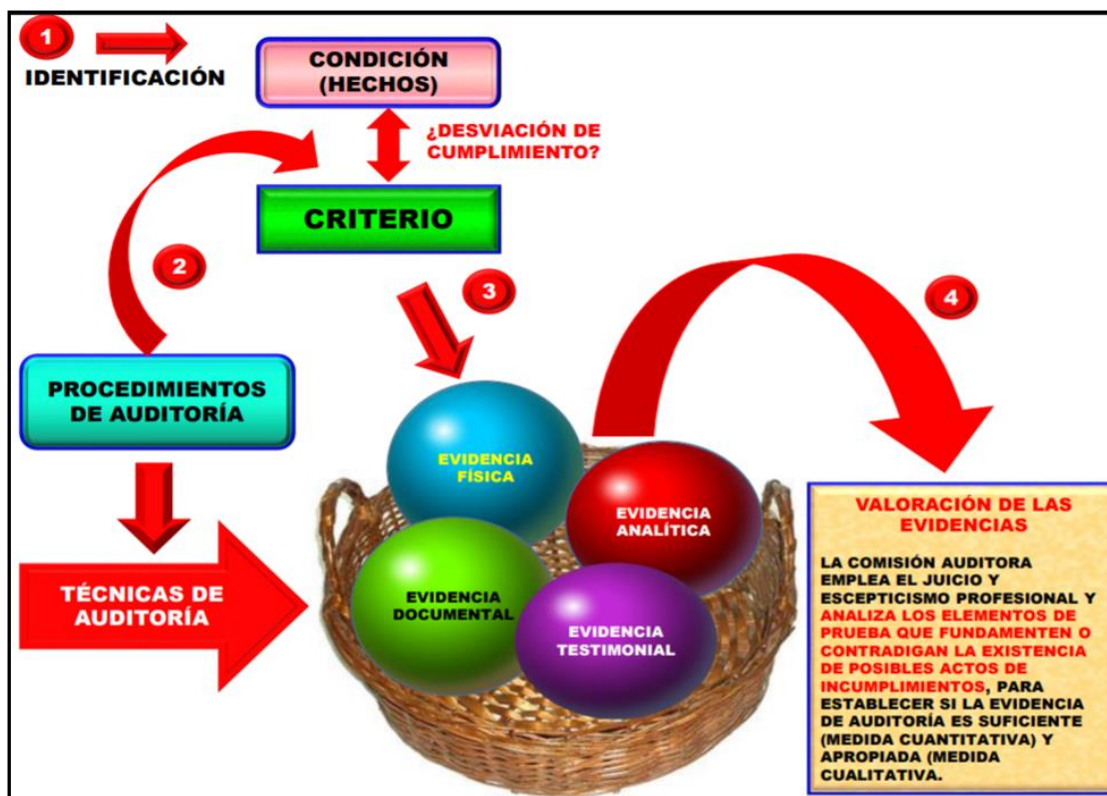 1
IDENTIFICACIÓN
CONDICIÓN
(HECHOS)
¿DESVIACIÓN DE
CUMPLIMIENTO?
CRITERIO
2
3
4
PROCEDIMIENTOS
DE AUDITORÍA
TÉCNICAS DE
AUDITORÍA
EVIDENCIA
FÍSICA
EVIDENCIA
ANALÍTICA
EVIDENCIA
DOCUMENTAL
EVIDENCIA
TESTIMONIAL
VALORACIÓN DE LAS
EVIDENCIAS
LA COMISIÓN AUDITORA
EMPLEA EL JUICIO Y
ESCEPTICISMO PROFESIONAL Y
ANALIZA LOS ELEMENTOS DE
PRUEBA QUE FUNDAMENTEN O
CONTRADIGAN LA EXISTENCIA
DE POSIBLES ACTOS DE
INCUMPLIMIENTOS, PARA
ESTABLECER SI LA EVIDENCIA
DE AUDITORÍA ES SUFICIENTE
(MEDIDA CUANTITATIVA) Y
APROPIADA (MEDIDA
CUALITATIVA.